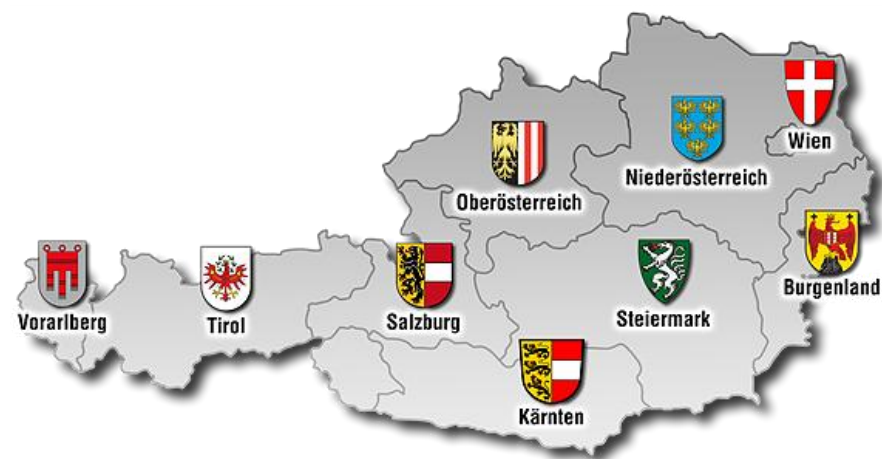 Wien
Niederösterreich
Oberösterreich
Burgenland
Vorarlberg
Tirol
Salzburg
Steiermark
Kärnten